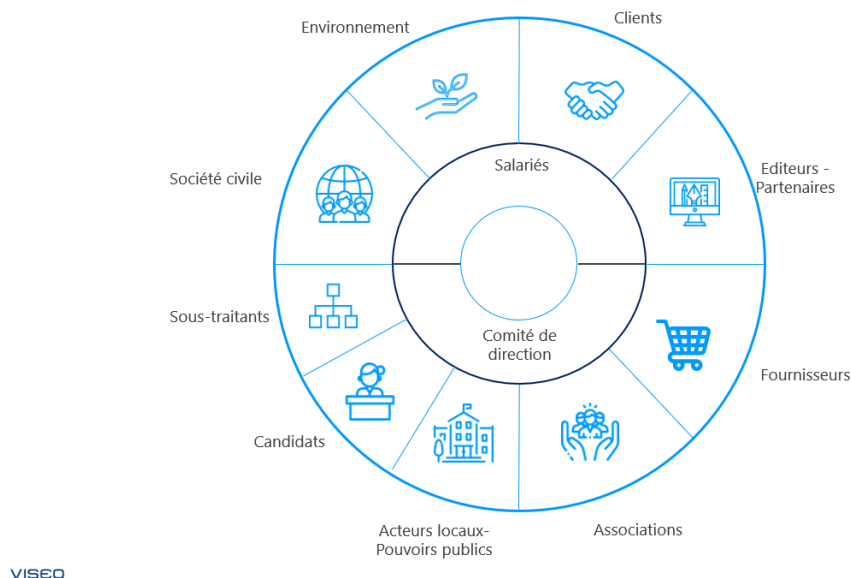 Clients
Environnement
Salariés
Editeurs -
Partenaires
Société civile
Sous-traitants
Comité de
direction
Fournisseurs
Candidats
Acteurs locaux-
Pouvoirs publics
Associations
VISEO